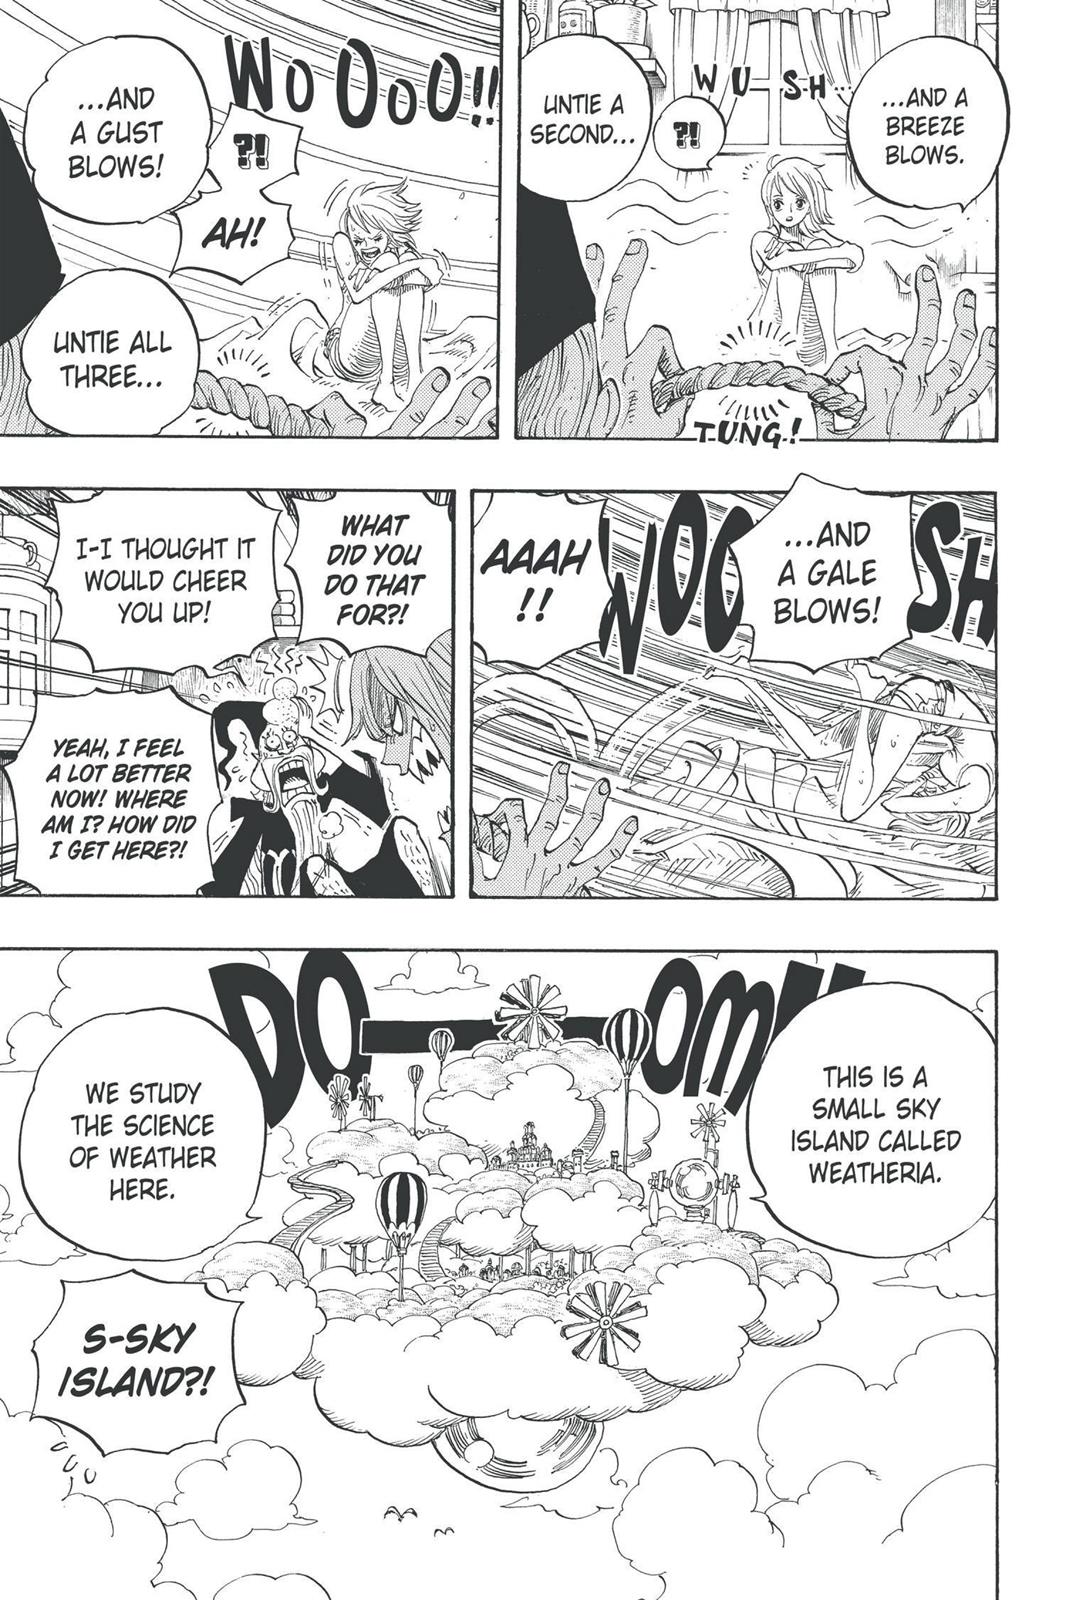 ...AND A
BREEZE
BLOWS.
WUSH...
?!
UNTIE A
SECOND...
TUNG!
WOOOO!!
...AND
A GUST
BLOWS!
?!
AH!
UNTIE ALL
THREE...
...AND
A GALE
BLOWS!
WOOOSH
AAAH
!!
WHAT
DID YOU
DO THAT
FOR?!
I-I THOUGHT IT
WOULD CHEER
YOU UP!
YEAH, I FEEL
A LOT BETTER
NOW! WHERE
AM I? HOW DID
I GET HERE?!
DO—OM!!
THIS IS A
SMALL SKY
ISLAND CALLED
WEATHERIA.
WE STUDY
THE SCIENCE
OF WEATHER
HERE.
S-SKY
ISLAND?!